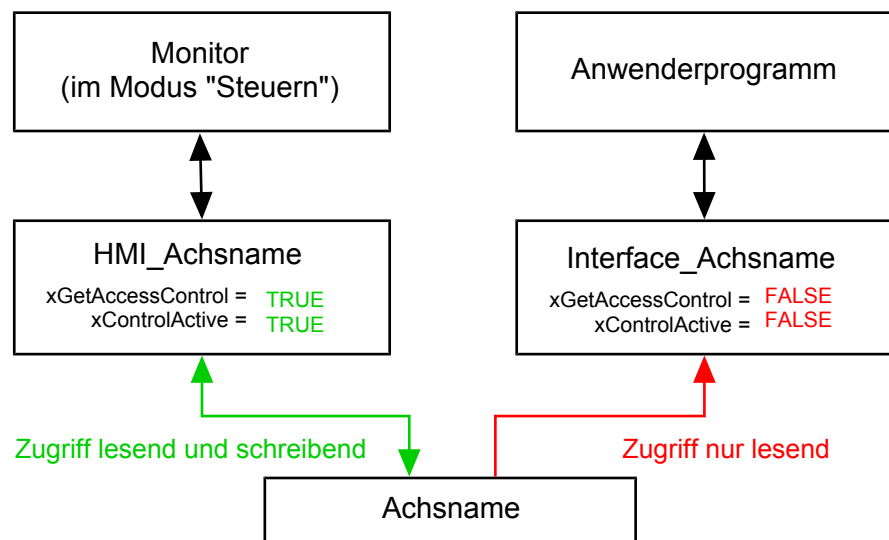 Monitor
(im Modus "Steuern")
Anwenderprogramm
HMI_Achsname
xGetAccessControl = TRUE
xControlActive = TRUE
Interface_Achsname
xGetAccessControl = FALSE
xControlActive = FALSE
Zugriff lesend und schreibend
Zugriff nur lesend
Achsname